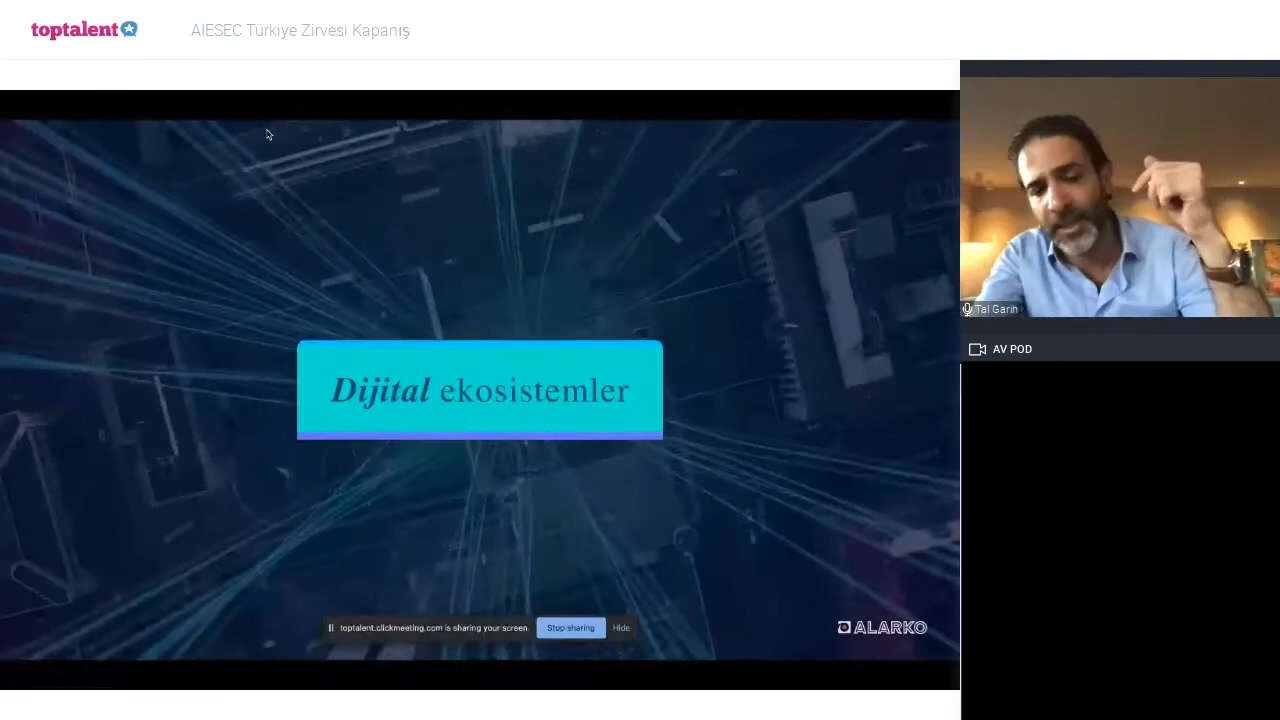 toptalent
AIESEC Türkiye Zirvesi Kapanış
Tal Garih
AV POD
Dijital ekosistemler
toptalent.clickmeeting.com is sharing your screen.
Stop sharing
Hide
ALARKO